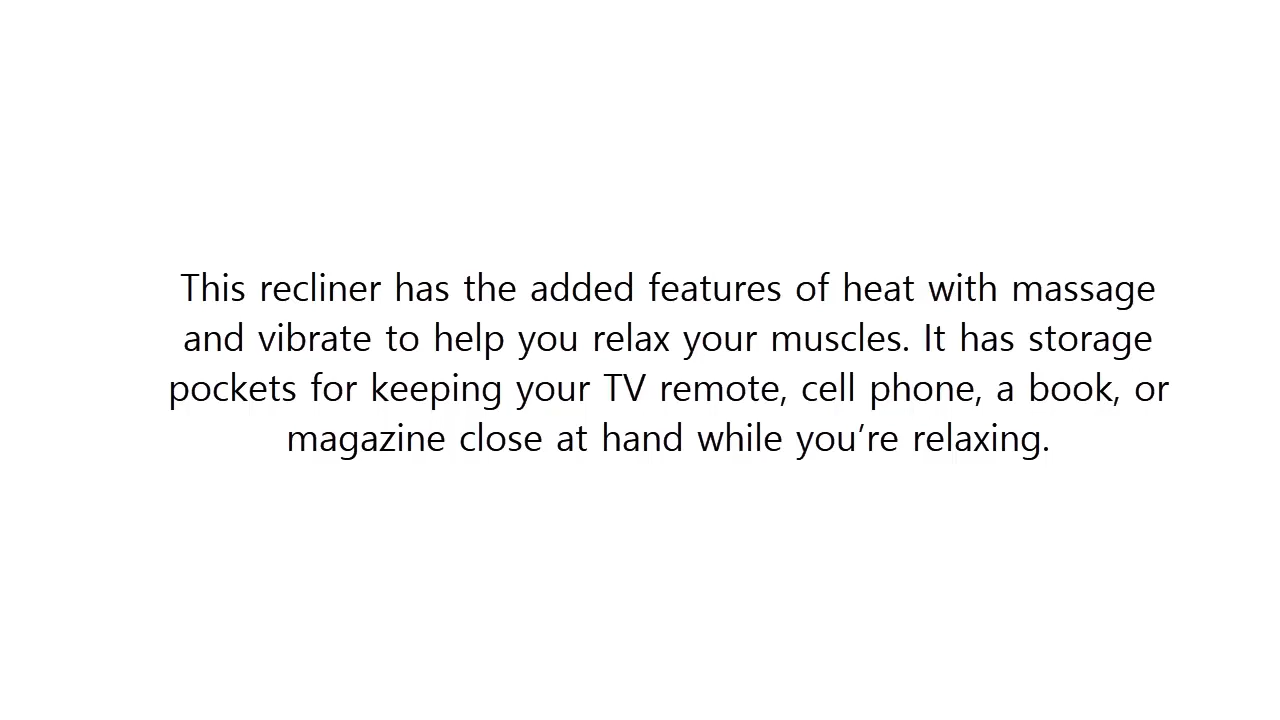 This recliner has the added features of heat with massage
and vibrate to help you relax your muscles. It has storage
pockets for keeping your TV remote, cell phone, a book, or
magazine close at hand while you’re relaxing.